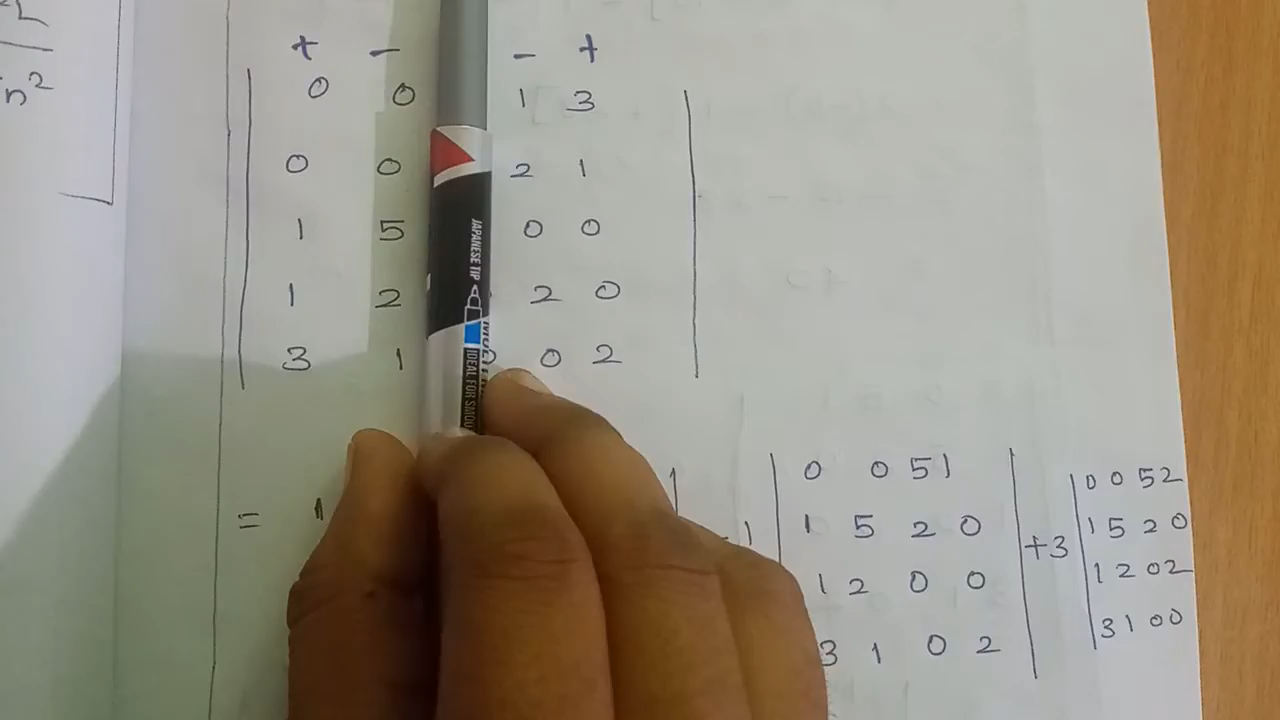 n²
+ − − +
0 0 1 3
0 0 2 1
1 5 0 0
1 2 2 0
3 1 0 2
JAPANESE TIP
IDEAL FOR SMOO
= 1
−1 | 0 0 5 1 | +3 | 0 0 5 2 |
1 5 2 0 1 5 2 0
1 2 0 0 1 2 0 2
3 1 0 2 3 1 0 0